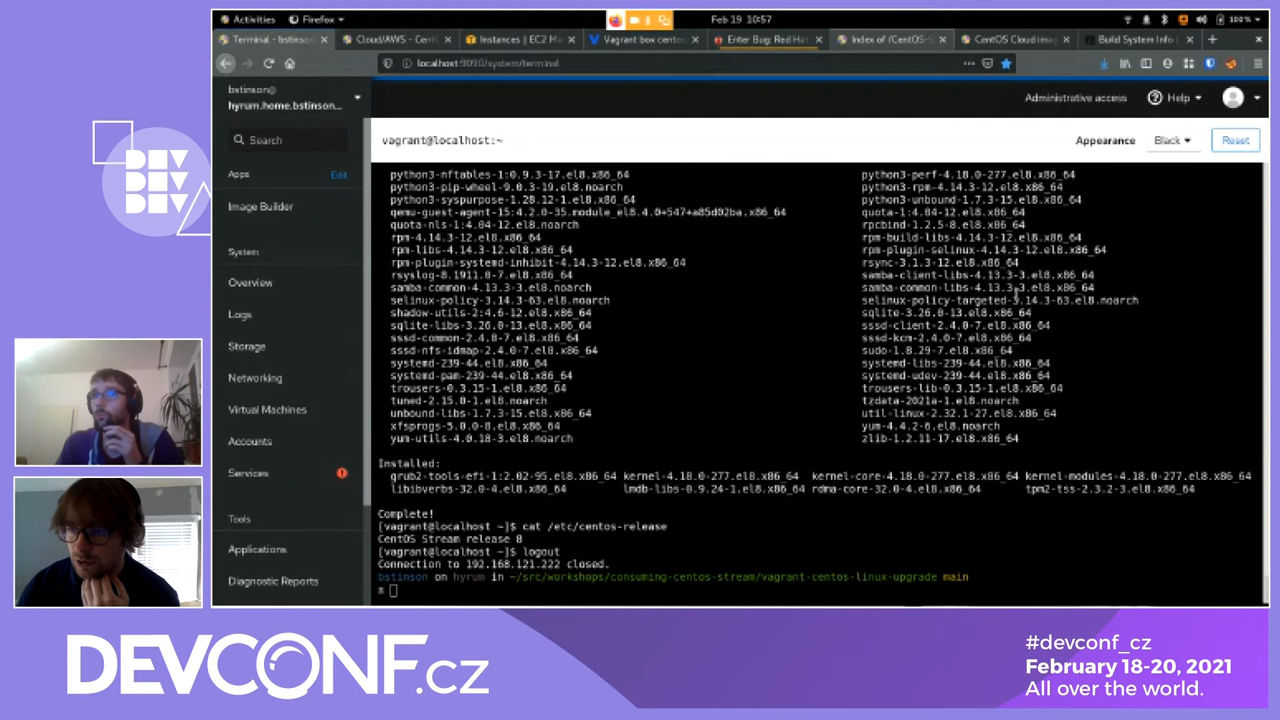 Activities
Firefox
Feb 19 10:57
100%
Terminal - bstinson
Cloud/AWS - Cent
Instances | EC2 M
Vagrant box cento
Enter Bug: Red Hat
Index of /CentOS-S
CentOS Cloud imag
Build System Info |
localhost:9090/system/terminal
bstinson@
hyrum.home.bstinson...
Administrative access
Help
Search
vagrant@localhost:~
Appearance
Black
Reset
Apps
Edit
Image Builder
System
Overview
Logs
Storage
Networking
Virtual Machines
Accounts
Services
Tools
Applications
Diagnostic Reports
python3-nftables-1:0.9.3-17.el8.x86_64 python3-perf-4.18.0-277.el8.x86_64
python3-pip-wheel-9.0.3-19.el8.noarch python3-rpm-4.14.3-12.el8.x86_64
python3-syspurpose-1.28.12-1.el8.x86_64 python3-unbound-1.7.3-15.el8.x86_64
qemu-guest-agent-15:4.2.0-35.module_el8.4.0+547+a85d02ba.x86_64 quota-1:4.04-12.el8.x86_64
quota-nls-1:4.04-12.el8.noarch rpcbind-1.2.5-8.el8.x86_64
rpm-4.14.3-12.el8.x86_64 rpm-build-libs-4.14.3-12.el8.x86_64
rpm-libs-4.14.3-12.el8.x86_64 rpm-plugin-selinux-4.14.3-12.el8.x86_64
rpm-plugin-systemd-inhibit-4.14.3-12.el8.x86_64 rsync-3.1.3-12.el8.x86_64
rsyslog-8.1911.0-7.el8.x86_64 samba-client-libs-4.13.3-3.el8.x86_64
samba-common-4.13.3-3.el8.noarch samba-common-libs-4.13.3-3.el8.x86_64
selinux-policy-3.14.3-63.el8.noarch selinux-policy-targeted-3.14.3-63.el8.noarch
shadow-utils-2:4.6-12.el8.x86_64 sqlite-3.26.0-13.el8.x86_64
sqlite-libs-3.26.0-13.el8.x86_64 sssd-client-2.4.0-7.el8.x86_64
sssd-common-2.4.0-7.el8.x86_64 sssd-kcm-2.4.0-7.el8.x86_64
sssd-nfs-idmap-2.4.0-7.el8.x86_64 sudo-1.8.29-7.el8.x86_64
systemd-239-44.el8.x86_64 systemd-libs-239-44.el8.x86_64
systemd-pam-239-44.el8.x86_64 systemd-udev-239-44.el8.x86_64
trousers-0.3.15-1.el8.x86_64 trousers-lib-0.3.15-1.el8.x86_64
tuned-2.15.0-1.el8.noarch tzdata-2021a-1.el8.noarch
unbound-libs-1.7.3-15.el8.x86_64 util-linux-2.32.1-27.el8.x86_64
xfsprogs-5.0.0-8.el8.x86_64 yum-4.4.2-6.el8.noarch
yum-utils-4.0.18-3.el8.noarch zlib-1.2.11-17.el8.x86_64
Installed:
grub2-tools-efi-1:2.02-95.el8.x86_64 kernel-4.18.0-277.el8.x86_64 kernel-core-4.18.0-277.el8.x86_64 kernel-modules-4.18.0-277.el8.x86_64
libibverbs-32.0-4.el8.x86_64 lmdb-libs-0.9.24-1.el8.x86_64 rdma-core-32.0-4.el8.x86_64 tpm2-tss-2.3.2-3.el8.x86_64
Complete!
[vagrant@localhost ~]$ cat /etc/centos-release
CentOS Stream release 8
[vagrant@localhost ~]$ logout
Connection to 192.168.121.222 closed.
bstinson on hyrum in ~/src/workshops/consuming-centos-stream/vagrant-centos-linux-upgrade main
DEV
DEV
DEV
DEVCONF.cz
#devconf_cz
February 18-20, 2021
All over the world.